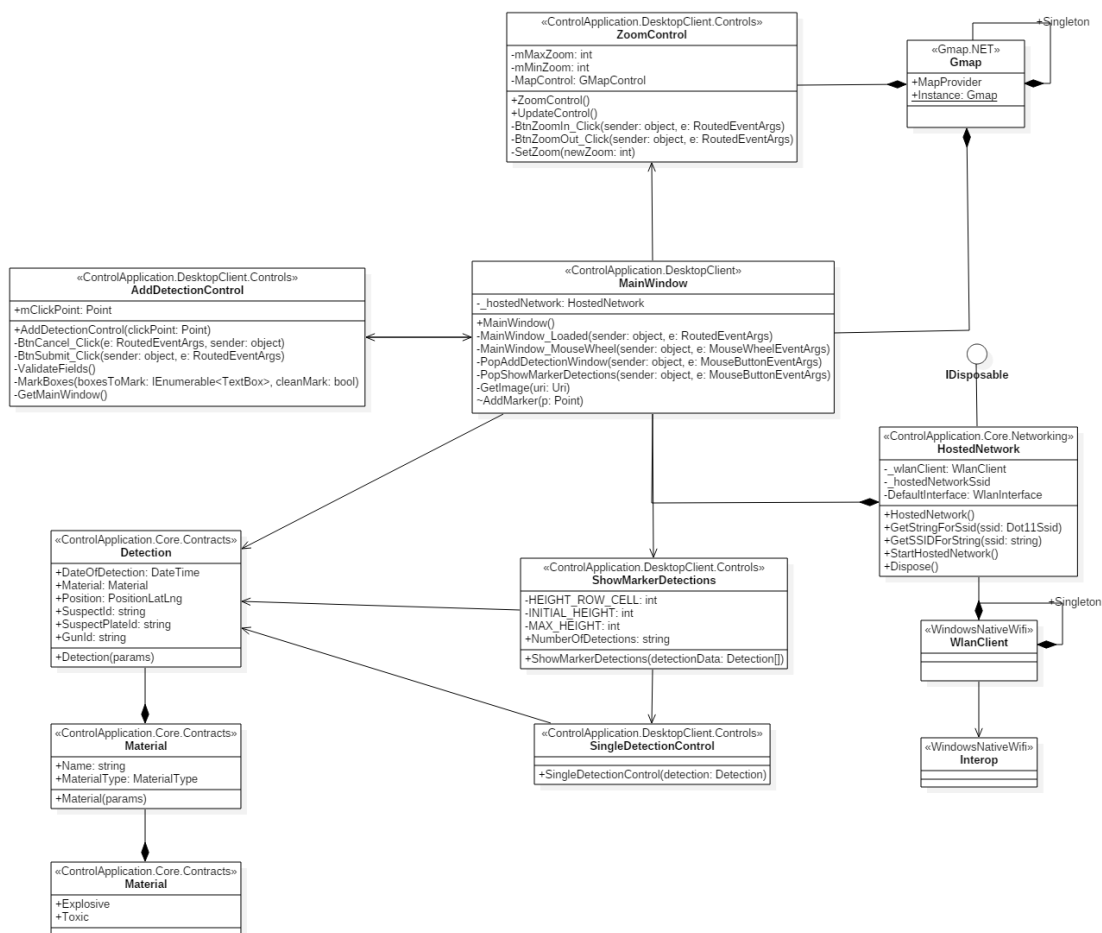 «ControlApplication.DesktopClient.Controls»
ZoomControl
-mMaxZoom: int
-mMinZoom: int
-MapControl: GMapControl
+ZoomControl()
+UpdateControl()
-BtnZoomIn_Click(sender: object, e: RoutedEventArgs)
-BtnZoomOut_Click(sender: object, e: RoutedEventArgs)
-SetZoom(newZoom: int)
+Singleton
«Gmap.NET»
Gmap
+MapProvider
+Instance: Gmap
«ControlApplication.DesktopClient.Controls»
AddDetectionControl
+mClickPoint: Point
+AddDetectionControl(clickPoint: Point)
-BtnCancel_Click(e: RoutedEventArgs, sender: object)
-BtnSubmit_Click(sender: object, e: RoutedEventArgs)
-ValidateFields()
-MarkBoxes(boxesToMark: IEnumerable<TextBox>, cleanMark: bool)
-GetMainWindow()
«ControlApplication.DesktopClient»
MainWindow
-_hostedNetwork: HostedNetwork
+MainWindow()
-MainWindow_Loaded(sender: object, e: RoutedEventArgs)
-MainWindow_MouseWheel(sender: object, e: MouseWheelEventArgs)
-PopAddDetectionWindow(sender: object, e: MouseButtonEventArgs)
-PopShowMarkerDetections(sender: object, e: MouseButtonEventArgs)
-GetImage(uri: Uri)
~AddMarker(p: Point)
IDisposable
«ControlApplication.Core.Networking»
HostedNetwork
-_wlanClient: WlanClient
-_hostedNetworkSsid
-DefaultInterface: WlanInterface
+HostedNetwork()
+GetStringForSsid(ssid: Dot11Ssid)
+GetSSIDForString(ssid: string)
+StartHostedNetwork()
+Dispose()
«ControlApplication.Core.Contracts»
Detection
+DateOfDetection: DateTime
+Material: Material
+Position: PositionLatLng
+SuspectId: string
+SuspectPlateId: string
+GunId: string
+Detection(params)
«ControlApplication.DesktopClient.Controls»
ShowMarkerDetections
-HEIGHT_ROW_CELL: int
-INITIAL_HEIGHT: int
-MAX_HEIGHT: int
+NumberOfDetections: string
+ShowMarkerDetections(detectionData: Detection[])
+Singleton
«WindowsNativeWifi»
WlanClient
«ControlApplication.Core.Contracts»
Material
+Name: string
+MaterialType: MaterialType
+Material(params)
«ControlApplication.DesktopClient.Controls»
SingleDetectionControl
+SingleDetectionControl(detection: Detection)
«WindowsNativeWifi»
Interop
«ControlApplication.Core.Contracts»
Material
+Explosive
+Toxic